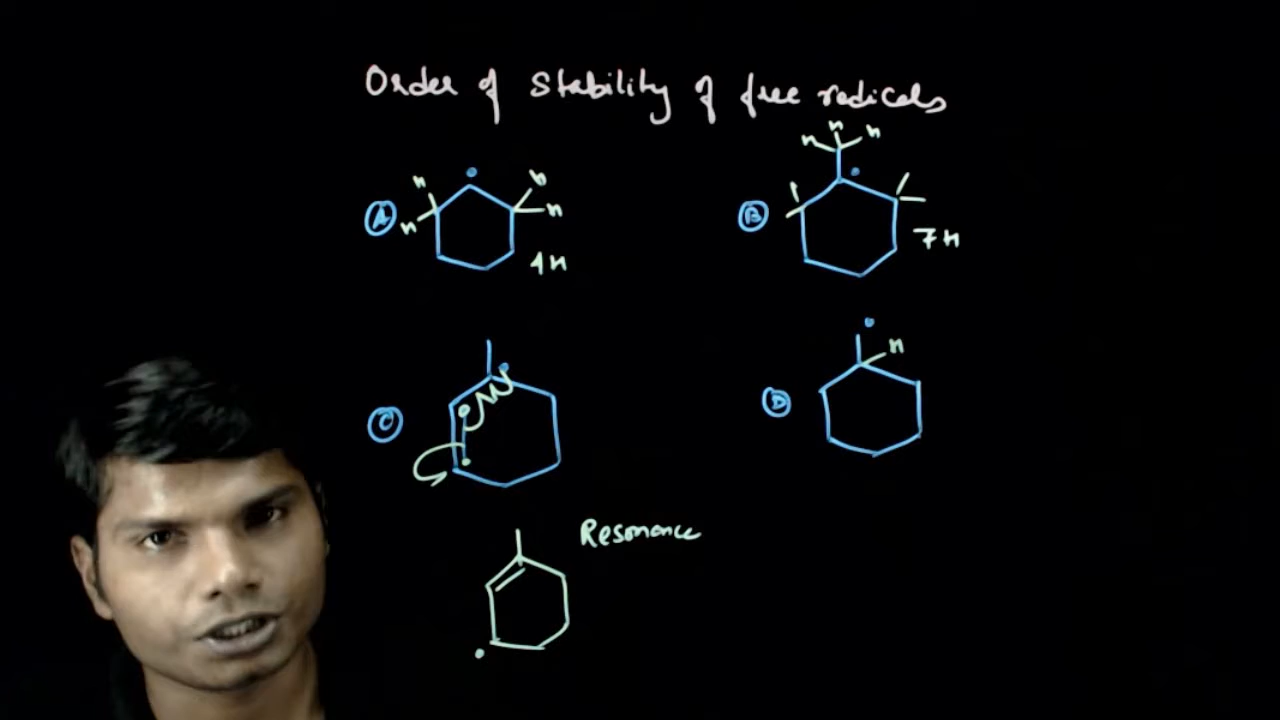 Order of Stability of free radicals
H H H H
A
H H H
B
H H
4H
7H
C
D
H
Resonance